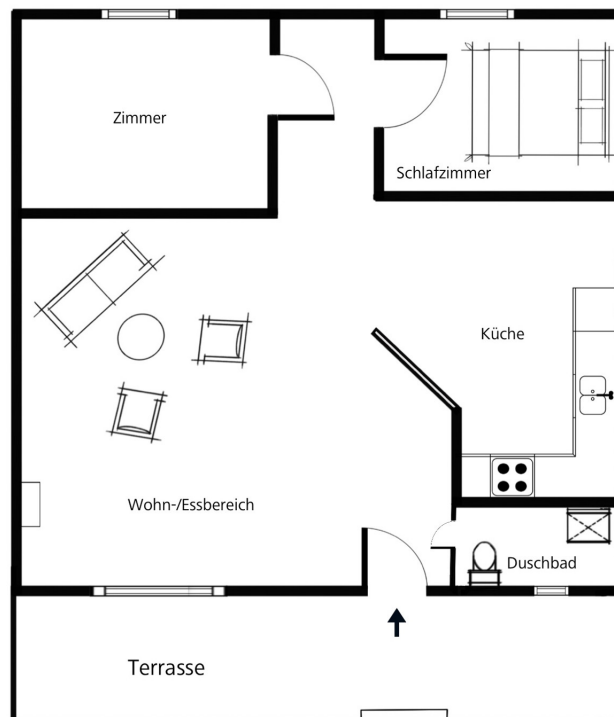 Zimmer
Schlafzimmer
Küche
Wohn-/Essbereich
Duschbad
Terrasse